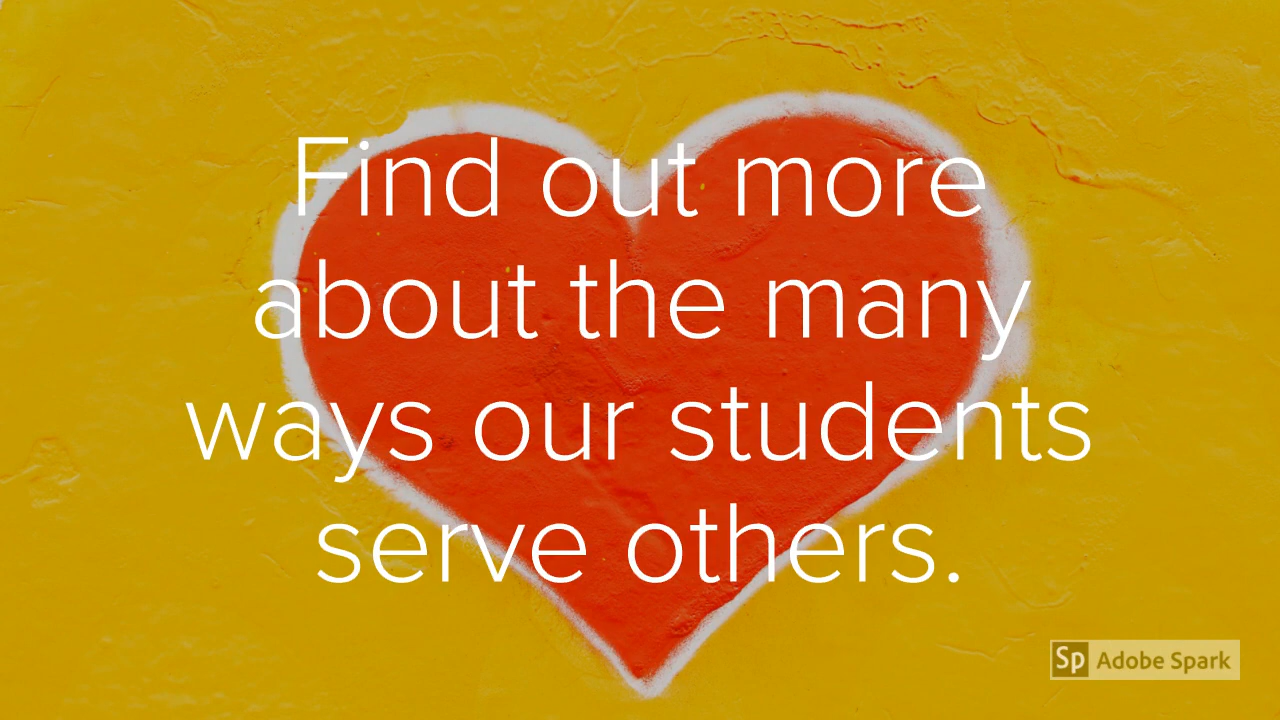 Find out more
about the many
ways our students
serve others.
Sp Adobe Spark